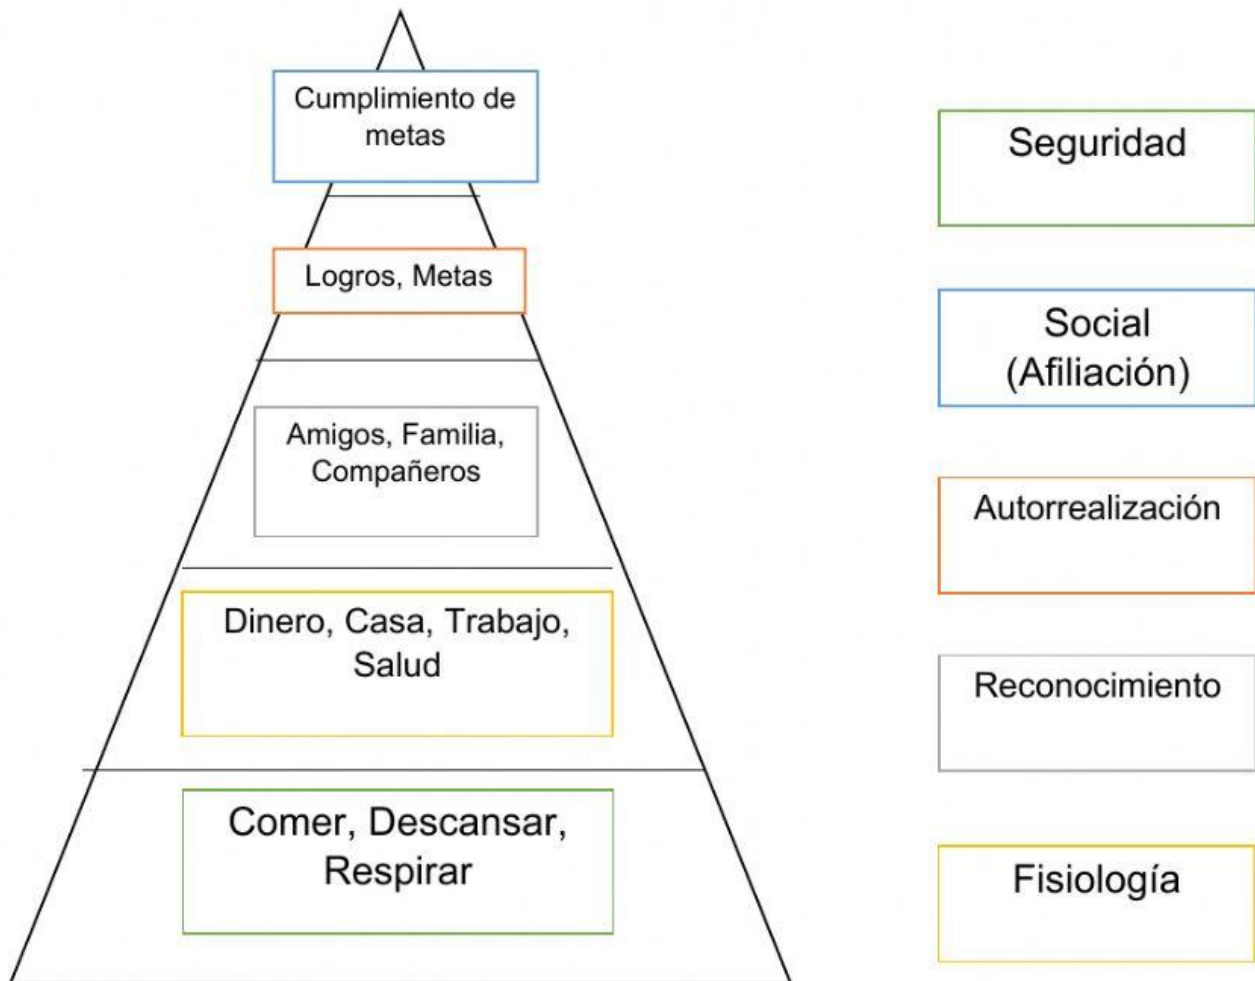 Cumplimiento de
metas
Logros, Metas
Amigos, Familia,
Compañeros
Dinero, Casa, Trabajo,
Salud
Comer, Descansar,
Respirar
Seguridad
Social
(Afiliación)
Autorrealización
Reconocimiento
Fisiología